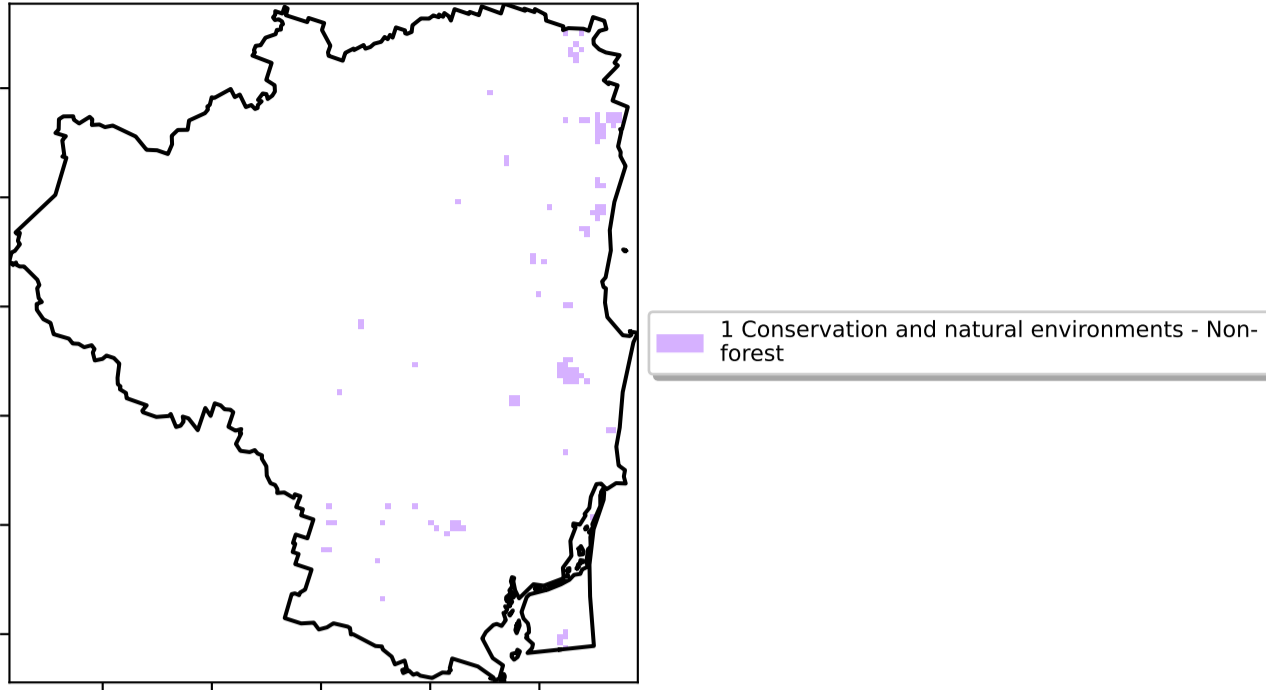 1 Conservation and natural environments - Non-
forest